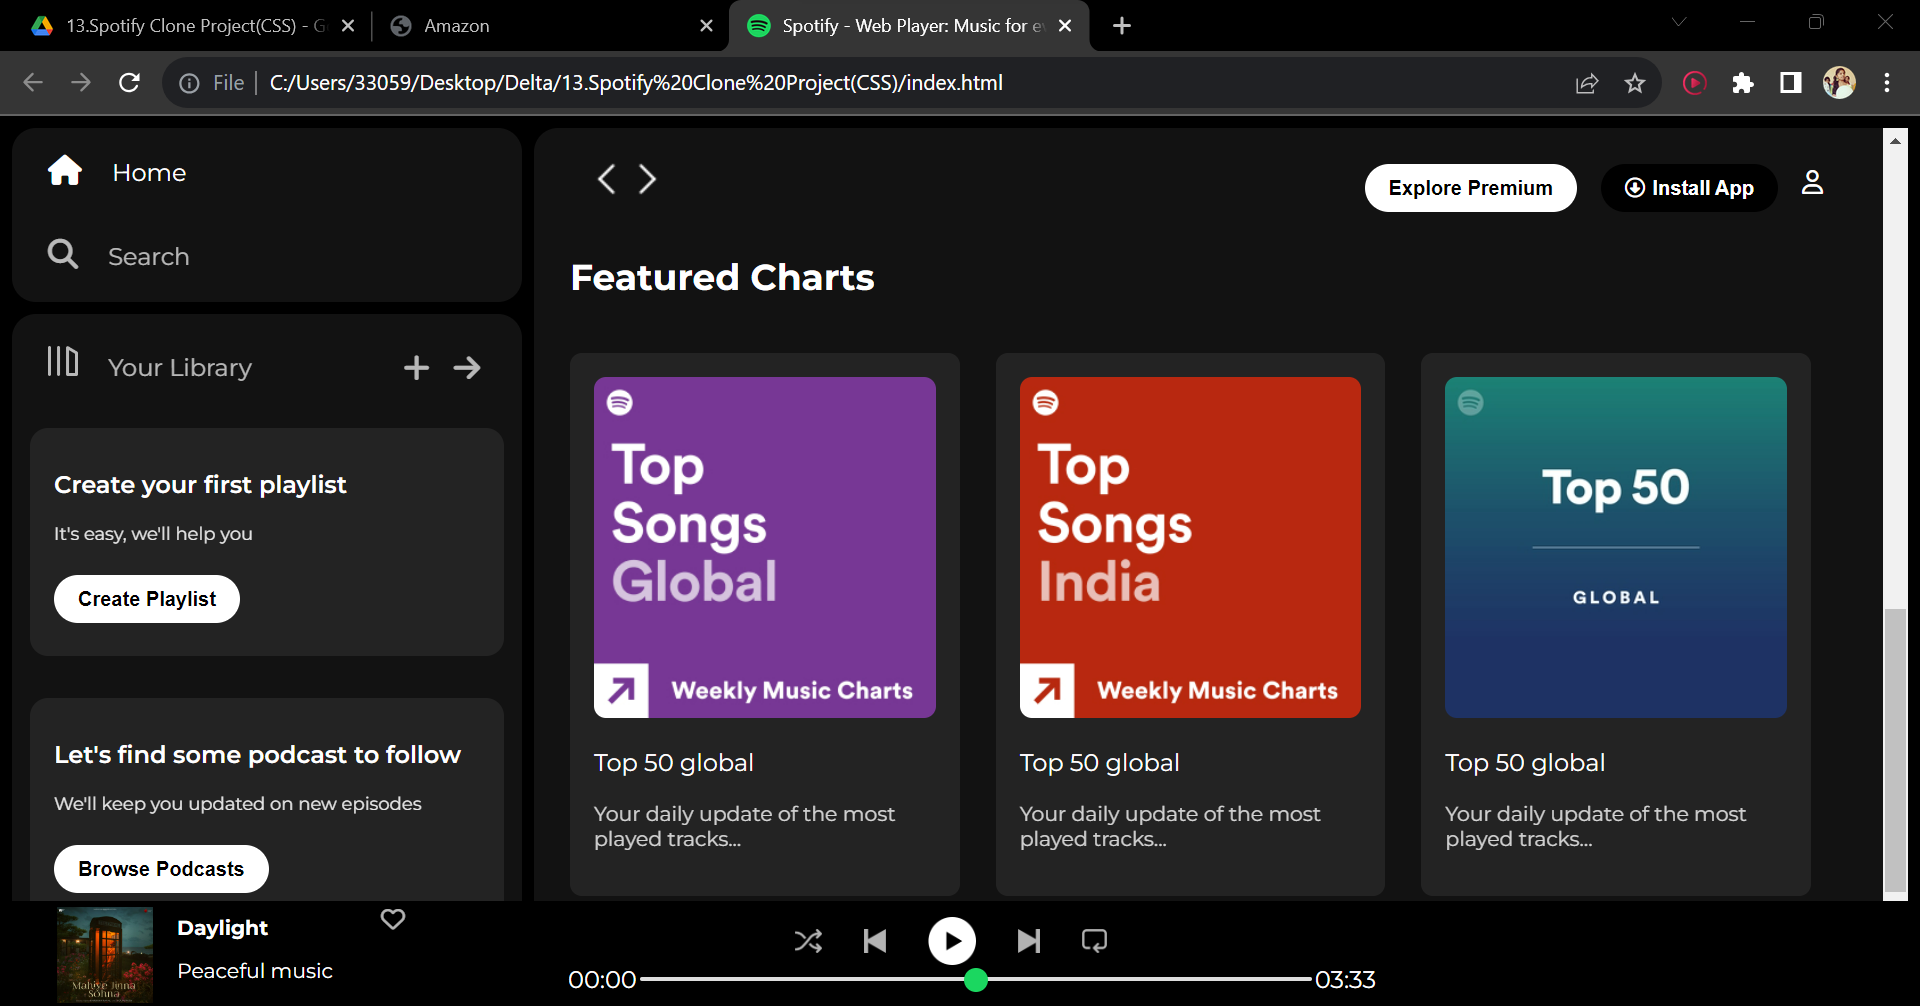 13.Spotify Clone Project(CSS) - G
Amazon
Spotify - Web Player: Music for ev
File
C:/Users/33059/Desktop/Delta/13.Spotify%20Clone%20Project(CSS)/index.html
Home
Search
Your Library
Create your first playlist
It's easy, we'll help you
Create Playlist
Let's find some podcast to follow
We'll keep you updated on new episodes
Browse Podcasts
Explore Premium
Install App
Featured Charts
Top
Songs
Global
Weekly Music Charts
Top 50 global
Your daily update of the most
played tracks...
Top
Songs
India
Weekly Music Charts
Top 50 global
Your daily update of the most
played tracks...
Top 50
GLOBAL
Top 50 global
Your daily update of the most
played tracks...
Mahiye Jinna
Sohna
Daylight
Peaceful music
00:00
03:33